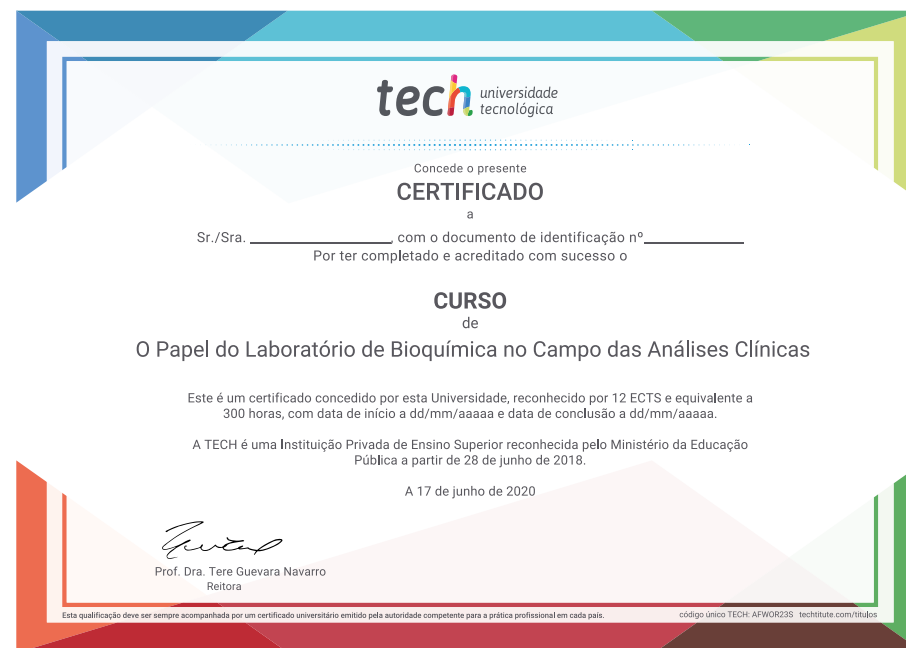 tech universidade
tecnológica
Concede o presente
CERTIFICADO
a
Sr./Sra. ____________________, com o documento de identificação nº______________
Por ter completado e acreditado com sucesso o
CURSO
de
O Papel do Laboratório de Bioquímica no Campo das Análises Clínicas
Este é um certificado concedido por esta Universidade, reconhecido por 12 ECTS e equivalente a
300 horas, com data de início a dd/mm/aaaaa e data de conclusão a dd/mm/aaaaa.
A TECH é uma Instituição Privada de Ensino Superior reconhecida pelo Ministério da Educação
Pública a partir de 28 de junho de 2018.
A 17 de junho de 2020
Prof. Dra. Tere Guevara Navarro
Reitora
Esta qualificação deve ser sempre acompanhada por um certificado universitário emitido pela autoridade competente para a prática profissional em cada país.
código único TECH: AFWOR23S techtitute.com/titulos